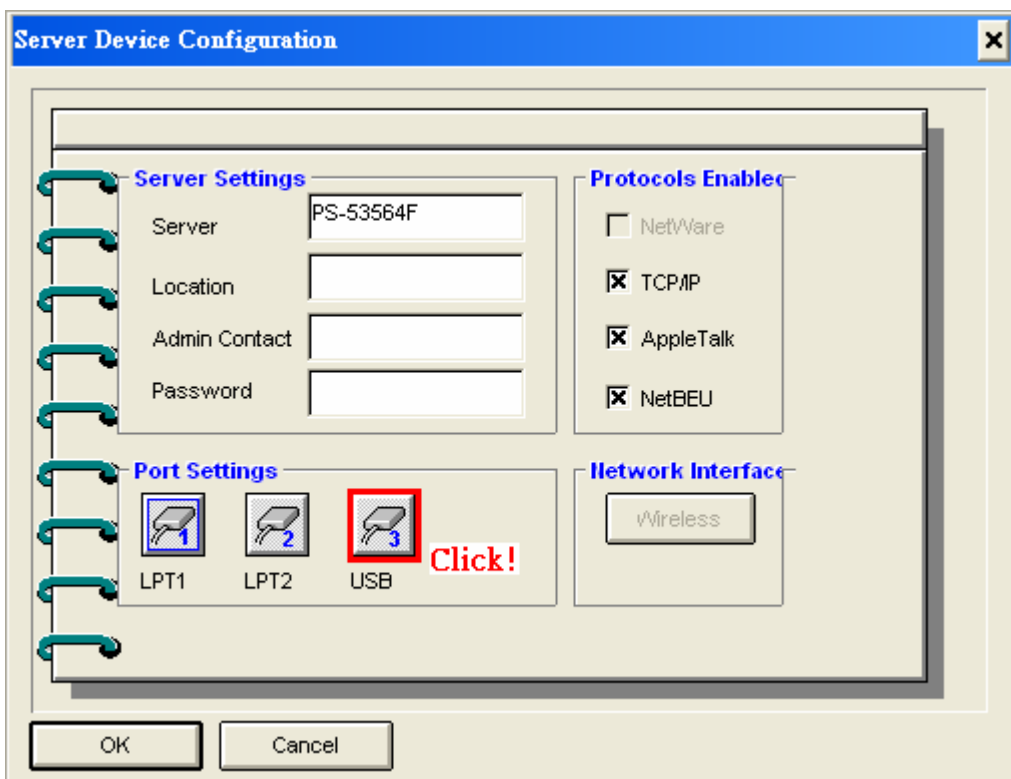 Server Device Configuration
Server Settings
Server PS-53564F
Location
Admin Contact
Password
Protocols Enabled
NetWare
TCP/IP
AppleTalk
NetBEU
Port Settings
1 2 3
Click!
LPT1 LPT2 USB
Network Interface
Wireless
OK Cancel